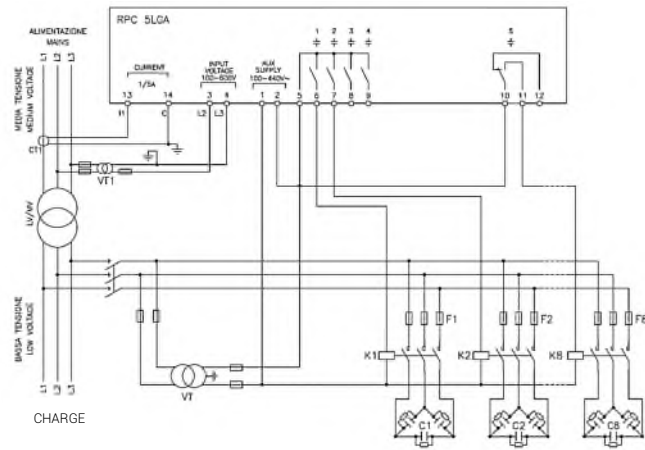 RPC 5LGA
ALIMENTAZIONE
MAINS
L1 L2 L3
CURRENT
1/5A
INPUT
VOLTAGE
100-600V
AUX
SUPPLY
100-440V~
1 2 3 4
5
13 14 3 4 1 2 5 6 7 8 9 10 11 12
I1 C L2 L3
MEDIA TENSIONE
MEDIUM VOLTAGE
CT1
VT1
LV/MV
BASSA TENSIONE
LOW VOLTAGE
F1 F2 F8
K1 K2 K8
VT
L1 L2 L3
C1 C2 C8
CHARGE